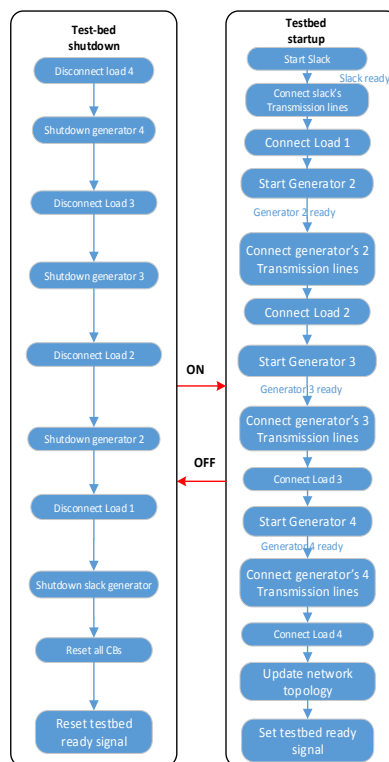 Test-bed
shutdown
Disconnect load 4
Shutdown generator 4
Disconnect Load 3
Shutdown generator 3
Disconnect Load 2
Shutdown generator 2
Disconnect Load 1
Shutdown slack generator
Reset all CBs
Reset testbed
ready signal
ON
OFF
Testbed
startup
Start Slack
Slack ready
Connect slack's
Transmission lines
Connect Load 1
Start Generator 2
Generator 2 ready
Connect generator's 2
Transmission lines
Connect Load 2
Start Generator 3
Generator 3 ready
Connect generator's 3
Transmission lines
Connect Load 3
Start Generator 4
Generator 4 ready
Connect generator's 4
Transmission lines
Connect Load 4
Update network
topology
Set testbed ready
signal